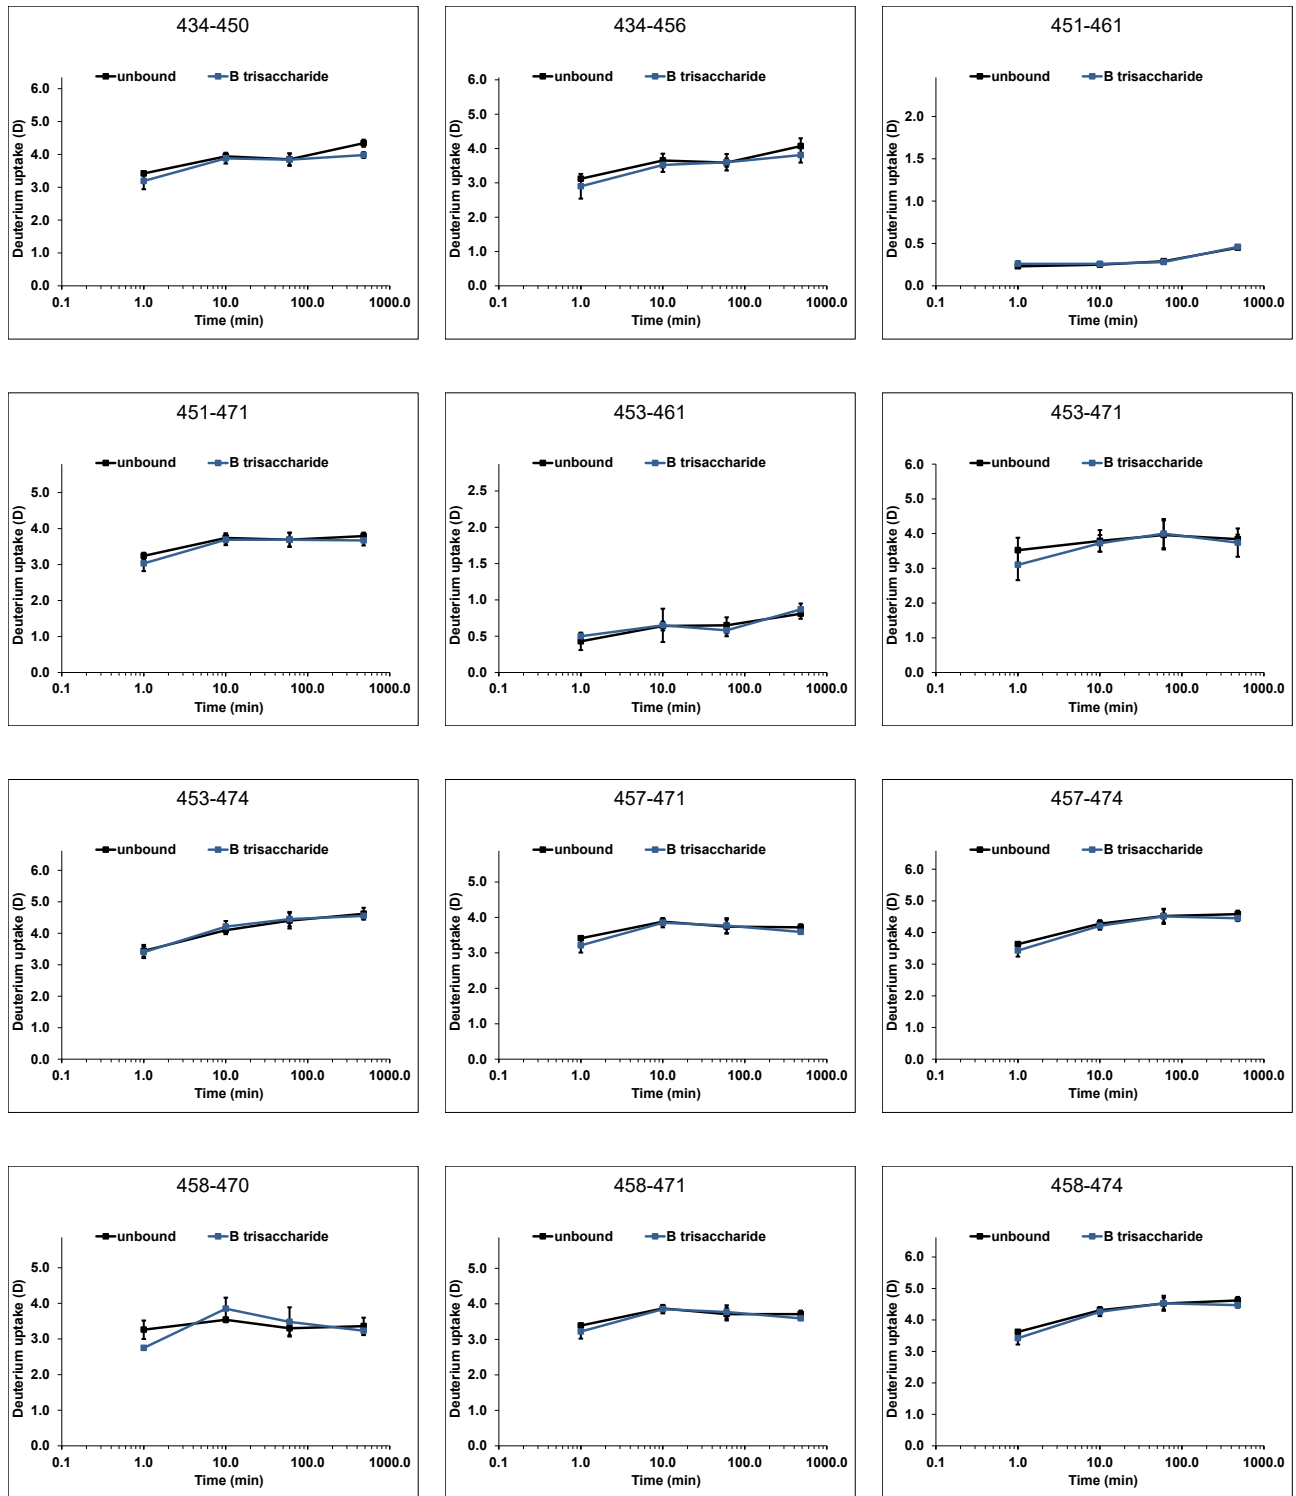 434-450
unbound B trisaccharide
Deuterium uptake (D)
6.0
5.0
4.0
3.0
2.0
1.0
0.0
0.1 1.0 10.0 100.0 1000.0
Time (min)
434-456
unbound B trisaccharide
Deuterium uptake (D)
6.0
5.0
4.0
3.0
2.0
1.0
0.0
0.1 1.0 10.0 100.0 1000.0
Time (min)
451-461
unbound B trisaccharide
Deuterium uptake (D)
2.0
1.5
1.0
0.5
0.0
0.1 1.0 10.0 100.0 1000.0
Time (min)
451-471
unbound B trisaccharide
Deuterium uptake (D)
5.0
4.0
3.0
2.0
1.0
0.0
0.1 1.0 10.0 100.0 1000.0
Time (min)
453-461
unbound B trisaccharide
Deuterium uptake (D)
2.5
2.0
1.5
1.0
0.5
0.0
0.1 1.0 10.0 100.0 1000.0
Time (min)
453-471
unbound B trisaccharide
Deuterium uptake (D)
6.0
5.0
4.0
3.0
2.0
1.0
0.0
0.1 1.0 10.0 100.0 1000.0
Time (min)
453-474
unbound B trisaccharide
Deuterium uptake (D)
6.0
5.0
4.0
3.0
2.0
1.0
0.0
0.1 1.0 10.0 100.0 1000.0
Time (min)
457-471
unbound B trisaccharide
Deuterium uptake (D)
5.0
4.0
3.0
2.0
1.0
0.0
0.1 1.0 10.0 100.0 1000.0
Time (min)
457-474
unbound B trisaccharide
Deuterium uptake (D)
6.0
5.0
4.0
3.0
2.0
1.0
0.0
0.1 1.0 10.0 100.0 1000.0
Time (min)
458-470
unbound B trisaccharide
Deuterium uptake (D)
5.0
4.0
3.0
2.0
1.0
0.0
0.1 1.0 10.0 100.0 1000.0
Time (min)
458-471
unbound B trisaccharide
Deuterium uptake (D)
5.0
4.0
3.0
2.0
1.0
0.0
0.1 1.0 10.0 100.0 1000.0
Time (min)
458-474
unbound B trisaccharide
Deuterium uptake (D)
6.0
5.0
4.0
3.0
2.0
1.0
0.0
0.1 1.0 10.0 100.0 1000.0
Time (min)